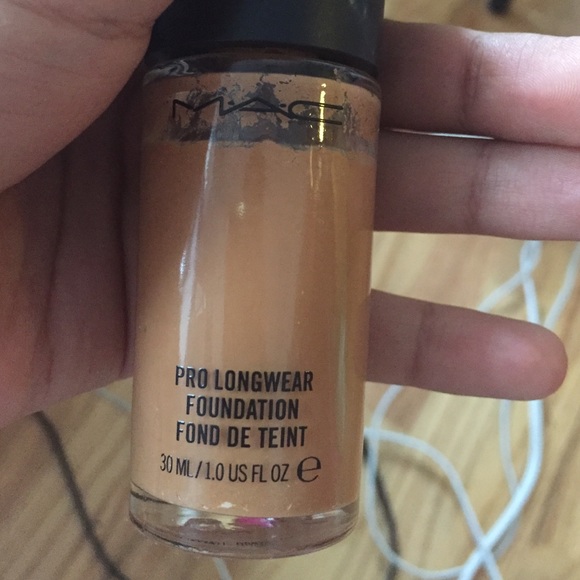 MAC
PRO LONGWEAR
FOUNDATION
FOND DE TEINT
30 ML/1.0 US FL OZ ℮